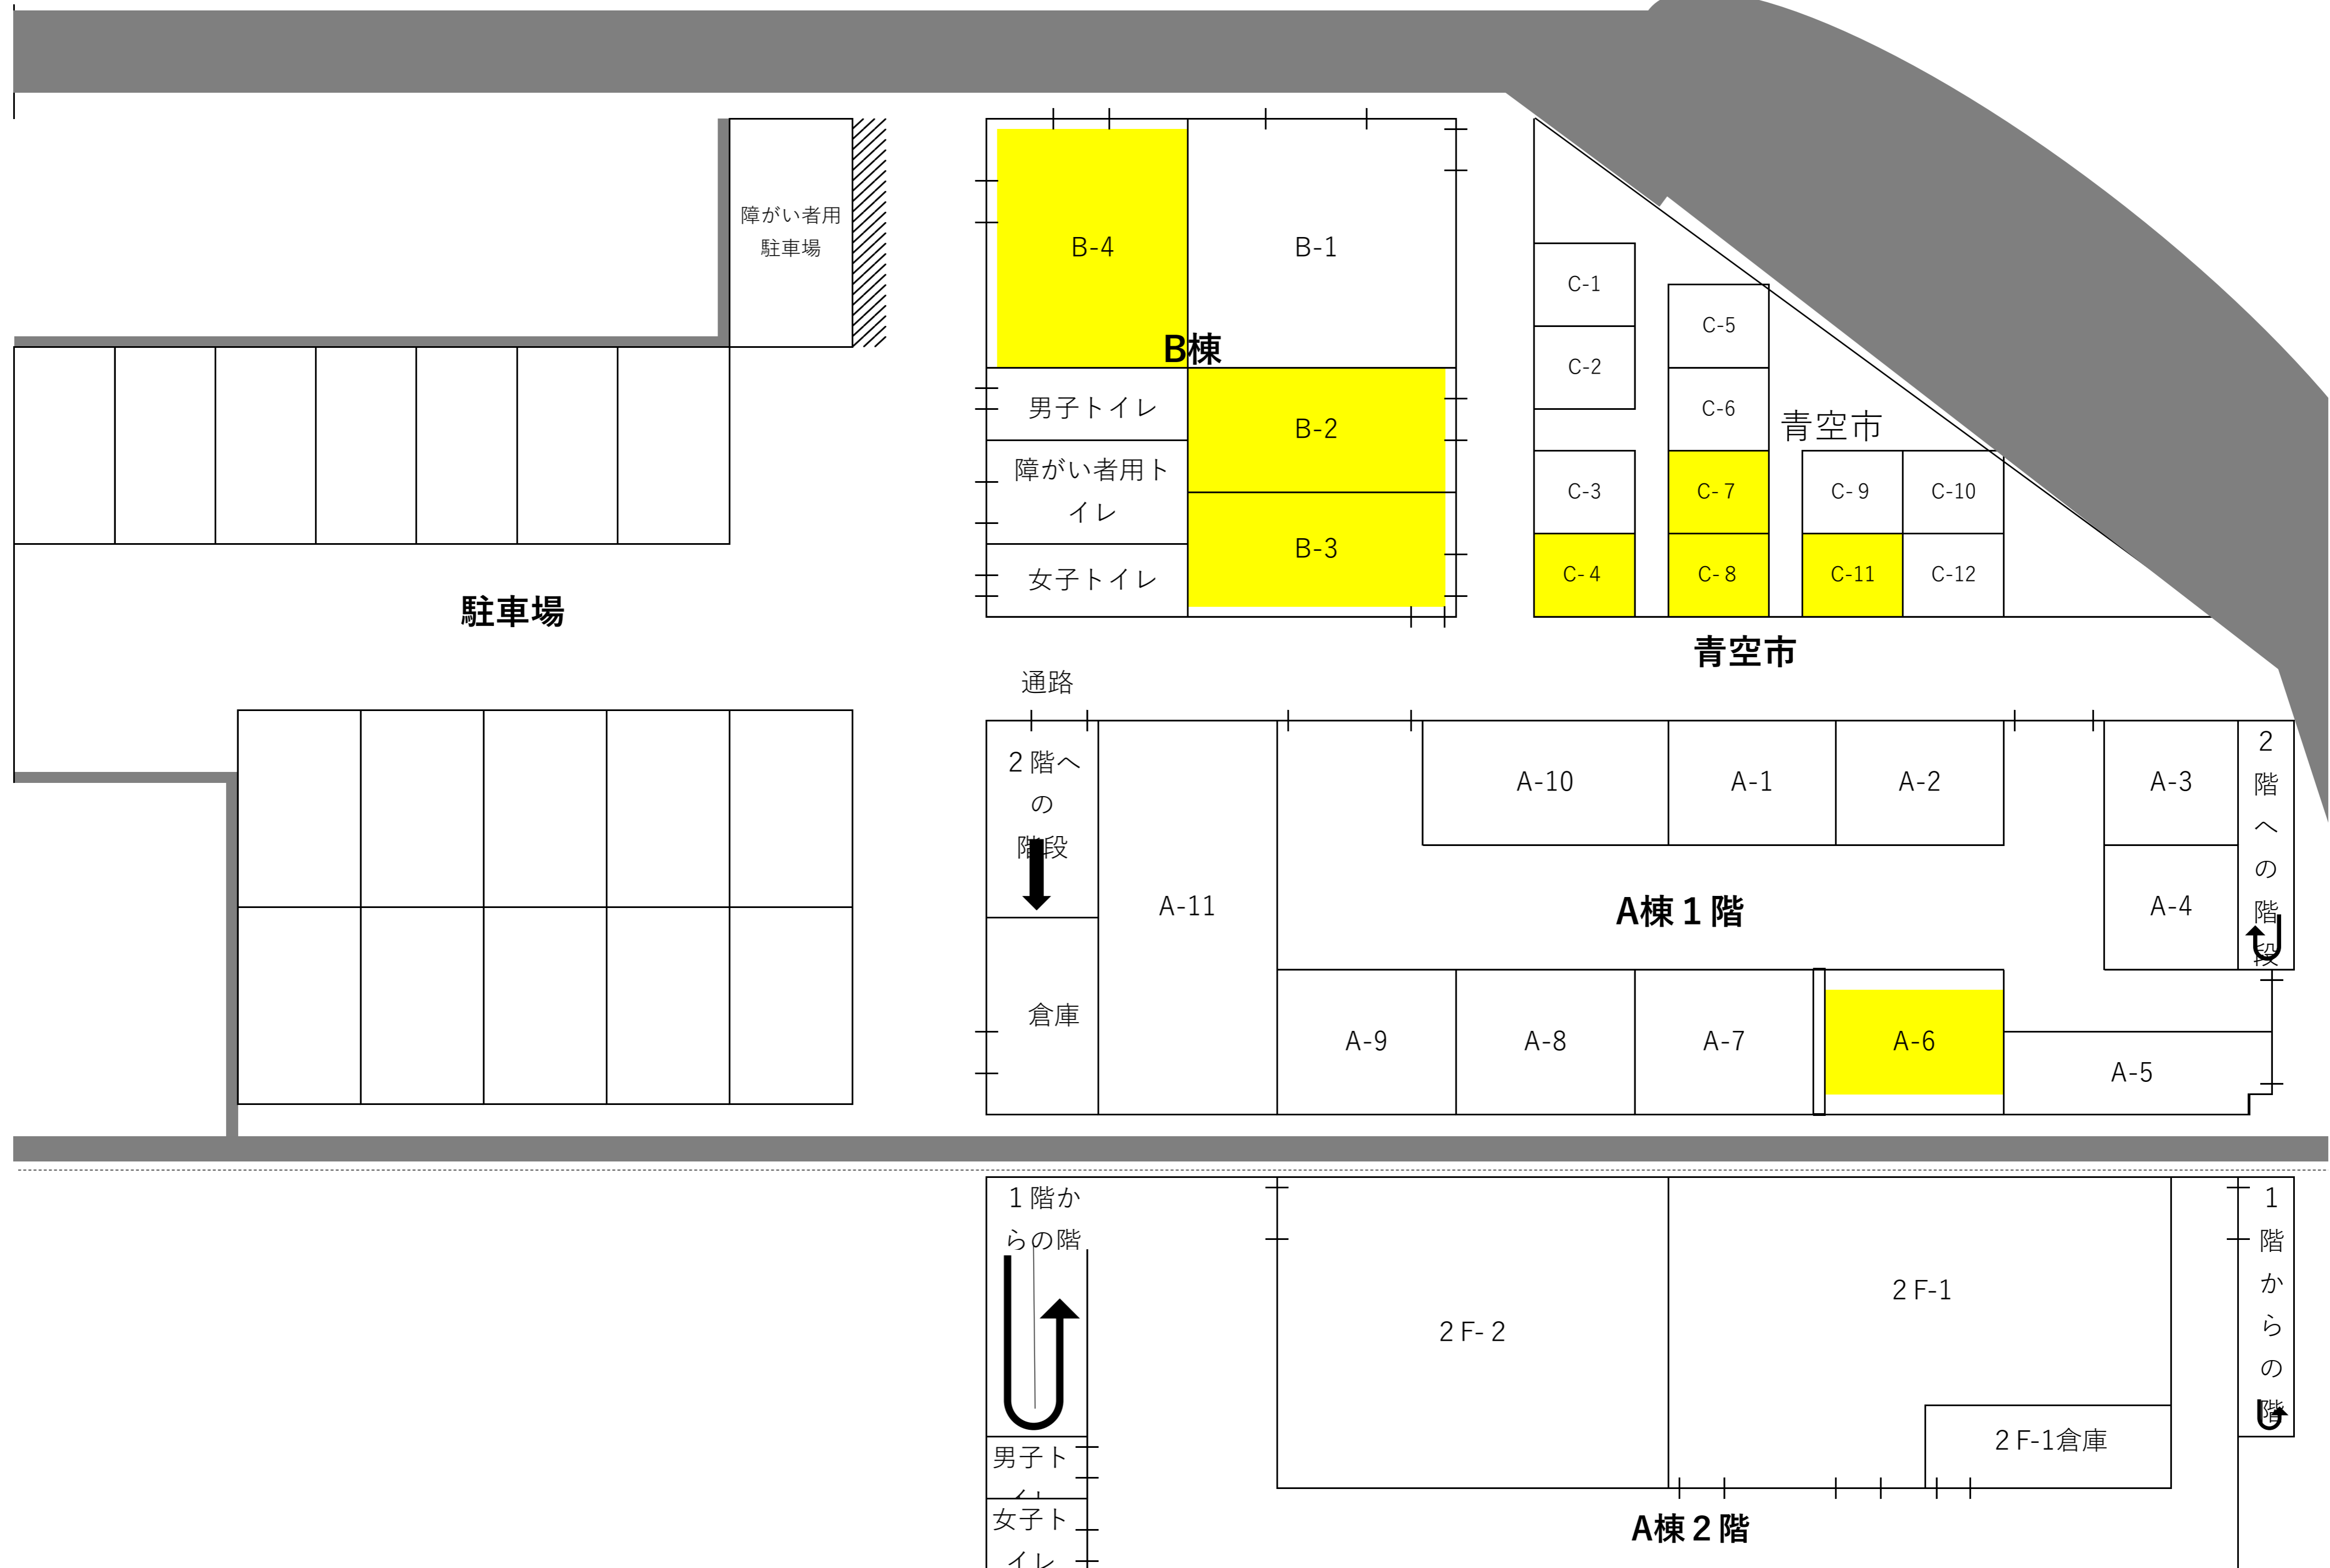 障がい者用
駐車場
B-4
B-1
B棟
男子トイレ
障がい者用ト
イレ
女子トイレ
B-2
B-3
C-1
C-2
C-3
C-4
C-5
C-6
C-7
C-8
青空市
C-9
C-10
C-11
C-12
駐車場
青空市
通路
2階へ
の
階段
倉庫
A-11
A-10
A-1
A-2
A-3
A-4
2
階
へ
の
階
段
A棟1階
A-9
A-8
A-7
A-6
A-5
1階か
らの階
男子ト
女子ト
イレ
2F-2
2F-1
2F-1倉庫
1
階
か
ら
の
階
A棟2階